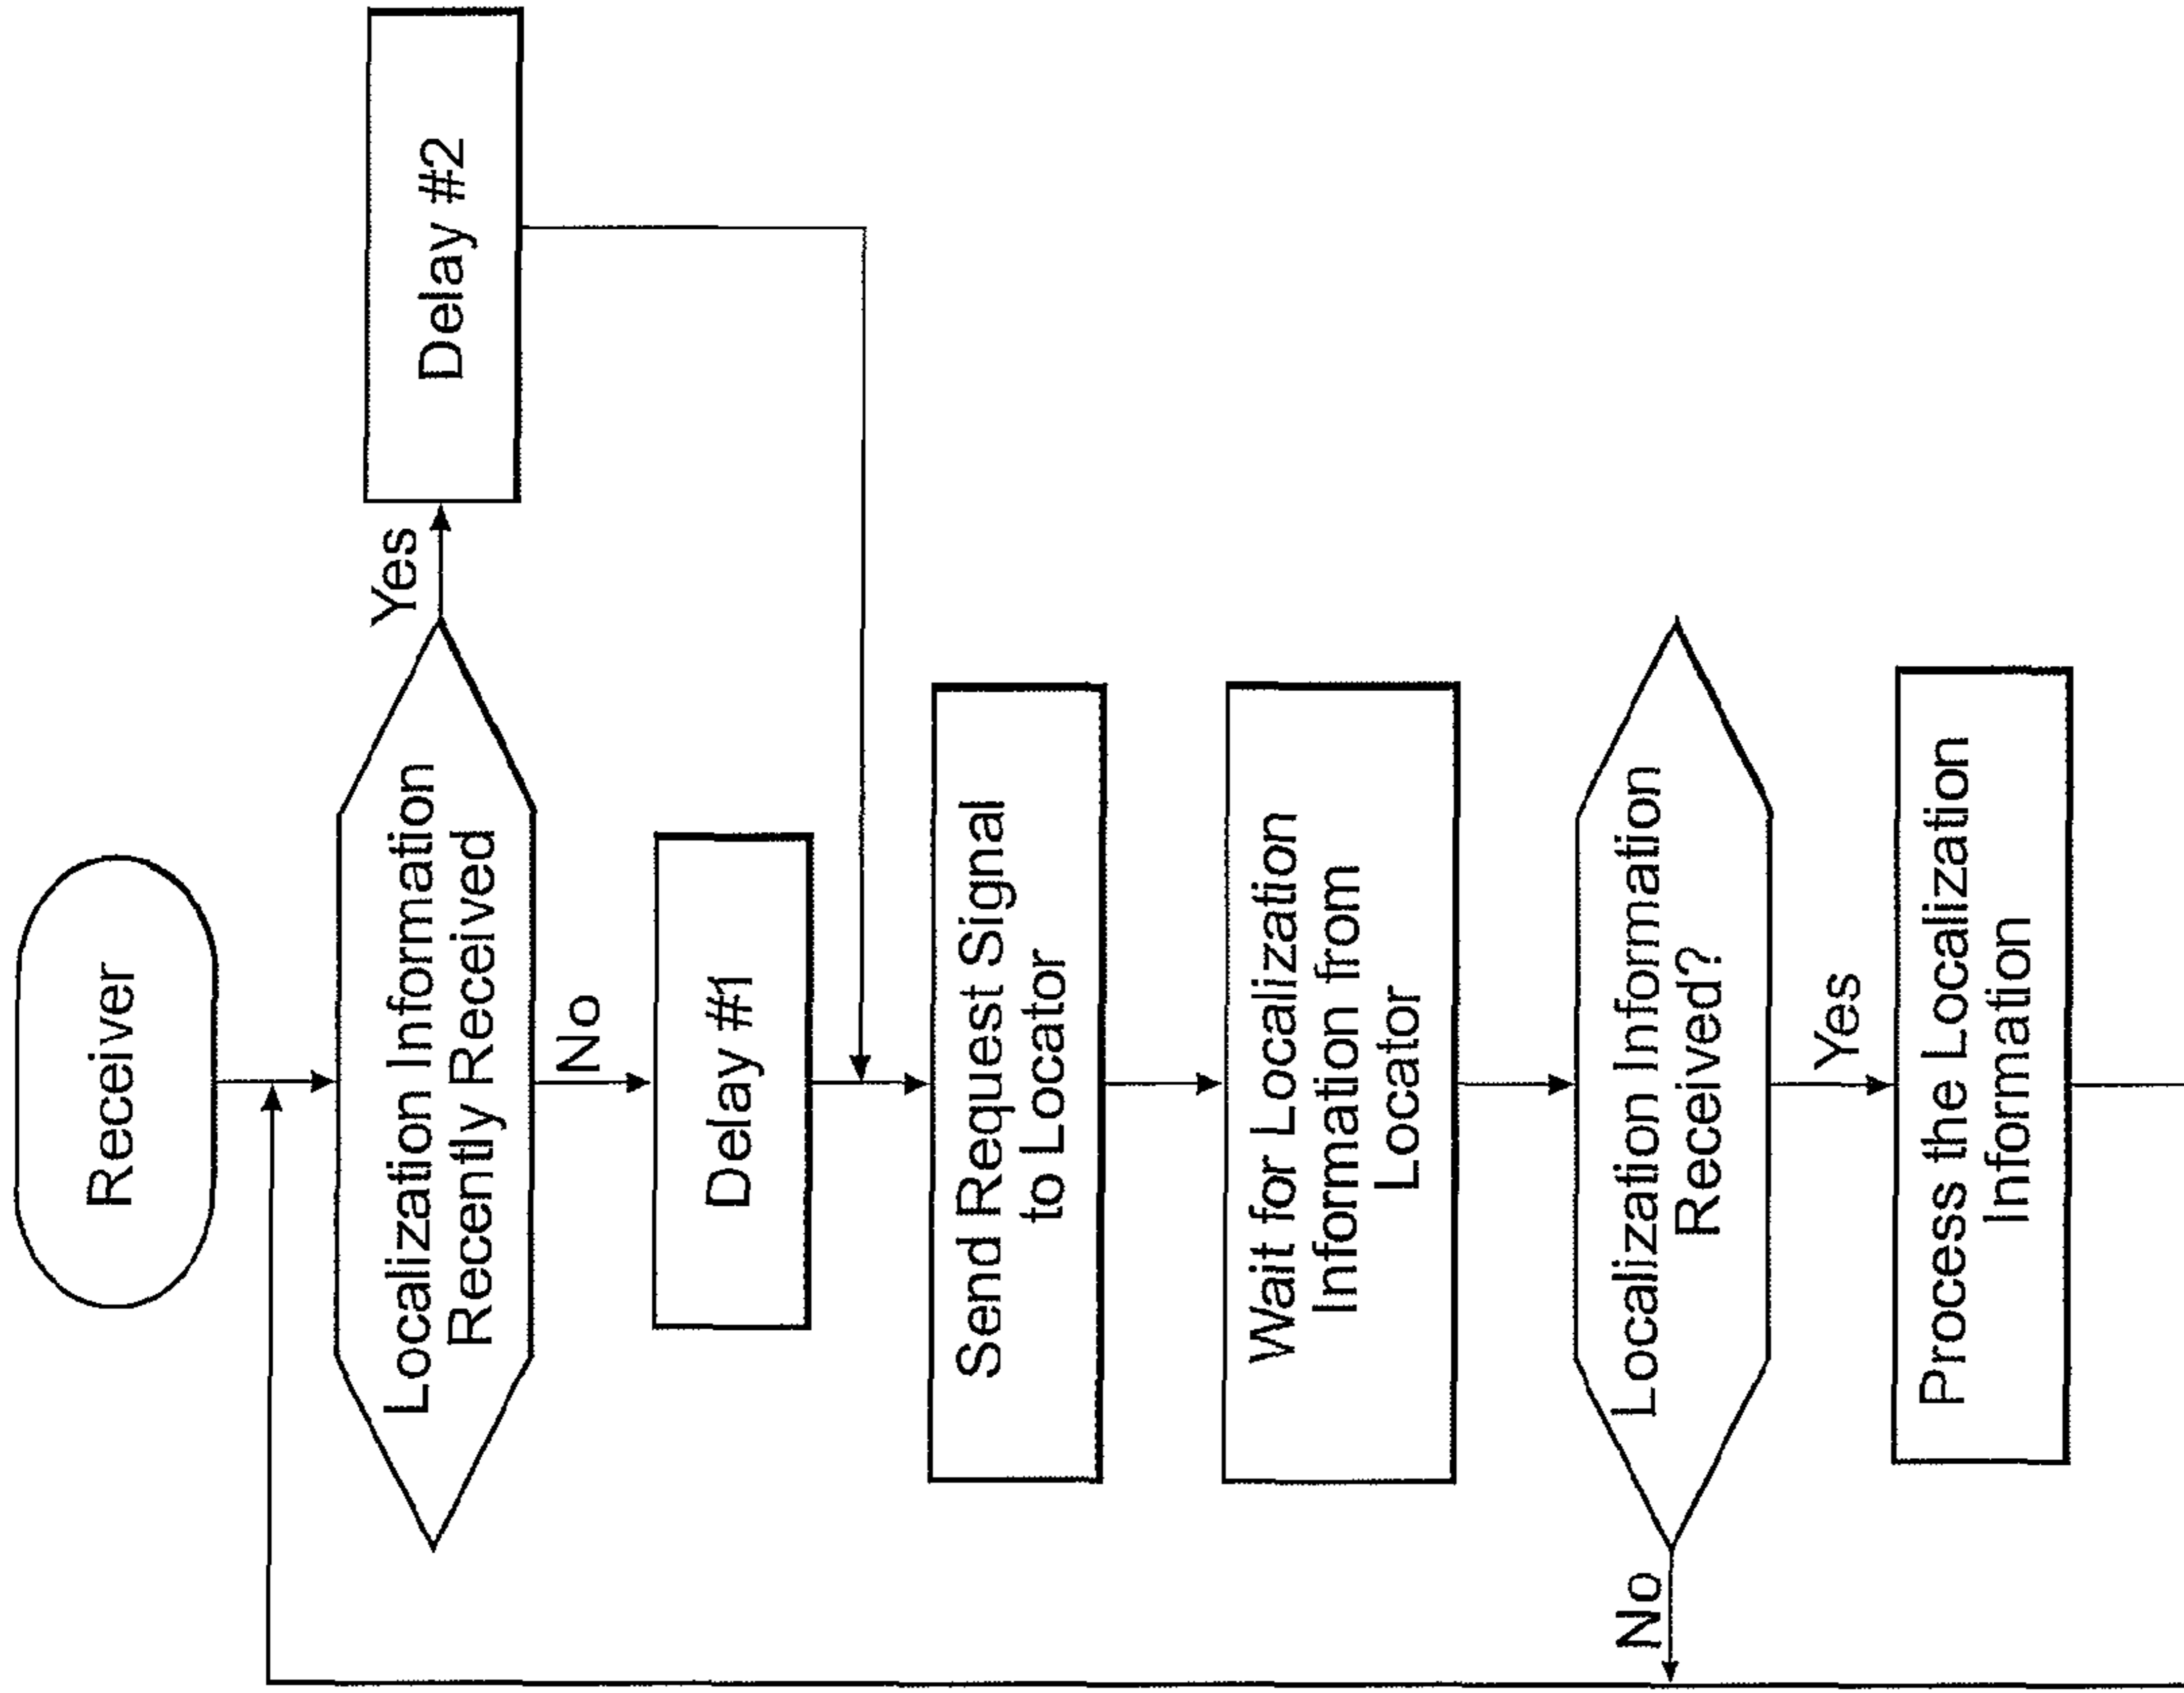 Receiver
Localization Information
Recently Received
Yes
Delay #2
No
Delay #1
Send Request Signal
to Locator
Wait for Localization
Information from
Locator
Localization Information
Received?
No
Yes
Process the Localization
Information